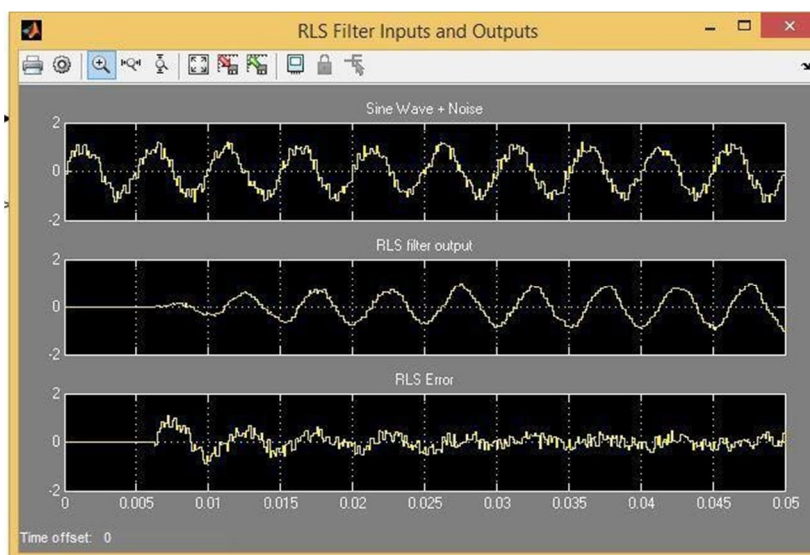 RLS Filter Inputs and Outputs
Sine Wave + Noise
2
0
-2
RLS filter output
2
0
-2
RLS Error
2
0
-2
0 0.005 0.01 0.015 0.02 0.025 0.03 0.035 0.04 0.045 0.05
Time offset: 0